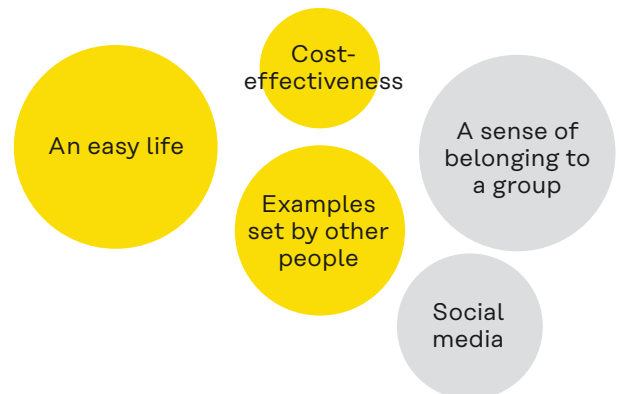 Cost-
effectiveness
An easy life
A sense of
belonging to
a group
Examples
set by other
people
Social
media